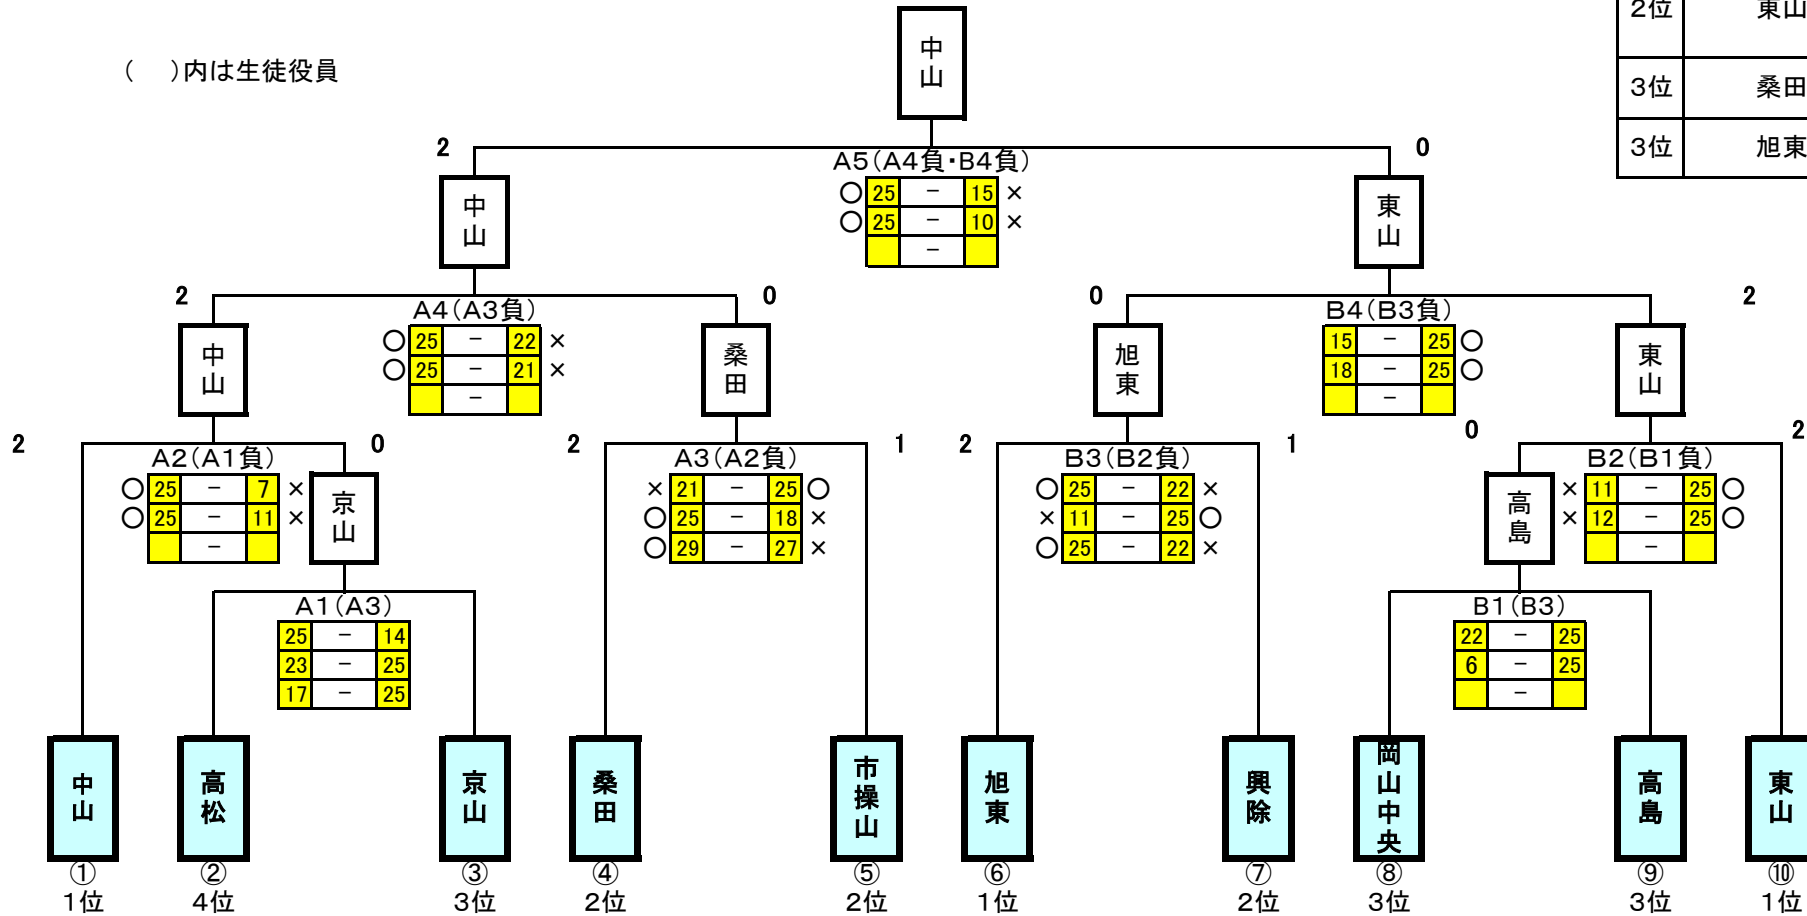 2位 東山
(　)内は生徒役員
中山
3位 桑田
3位 旭東
2 0
A5(A4負・B4負)
中山 ○ 25 － 15 × 東山
○ 25 － 10 ×
－
2 0 0 2
A4(A3負) B4(B3負)
中山 ○ 25 － 22 × 桑田 旭東 15 － 25 ○ 東山
○ 25 － 21 × 18 － 25 ○
－ －
2 0 2 1 2 1 0 2
A2(A1負) A3(A2負) B3(B2負) B2(B1負)
○ 25 － 7 × 京山 × 21 － 25 ○ ○ 25 － 22 × 高島 × 11 － 25 ○
○ 25 － 11 × ○ 25 － 18 × × 11 － 25 ○ × 12 － 25 ○
－ ○ 29 － 27 × ○ 25 － 22 × －
A1(A3) B1(B3)
25 － 14 22 － 25
23 － 25 6 － 25
17 － 25 －
中山 高松 京山 桑田 市操山 旭東 興除 岡山中央 高島 東山
① ② ③ ④ ⑤ ⑥ ⑦ ⑧ ⑨ ⑩
1位 4位 3位 2位 2位 1位 2位 3位 3位 1位